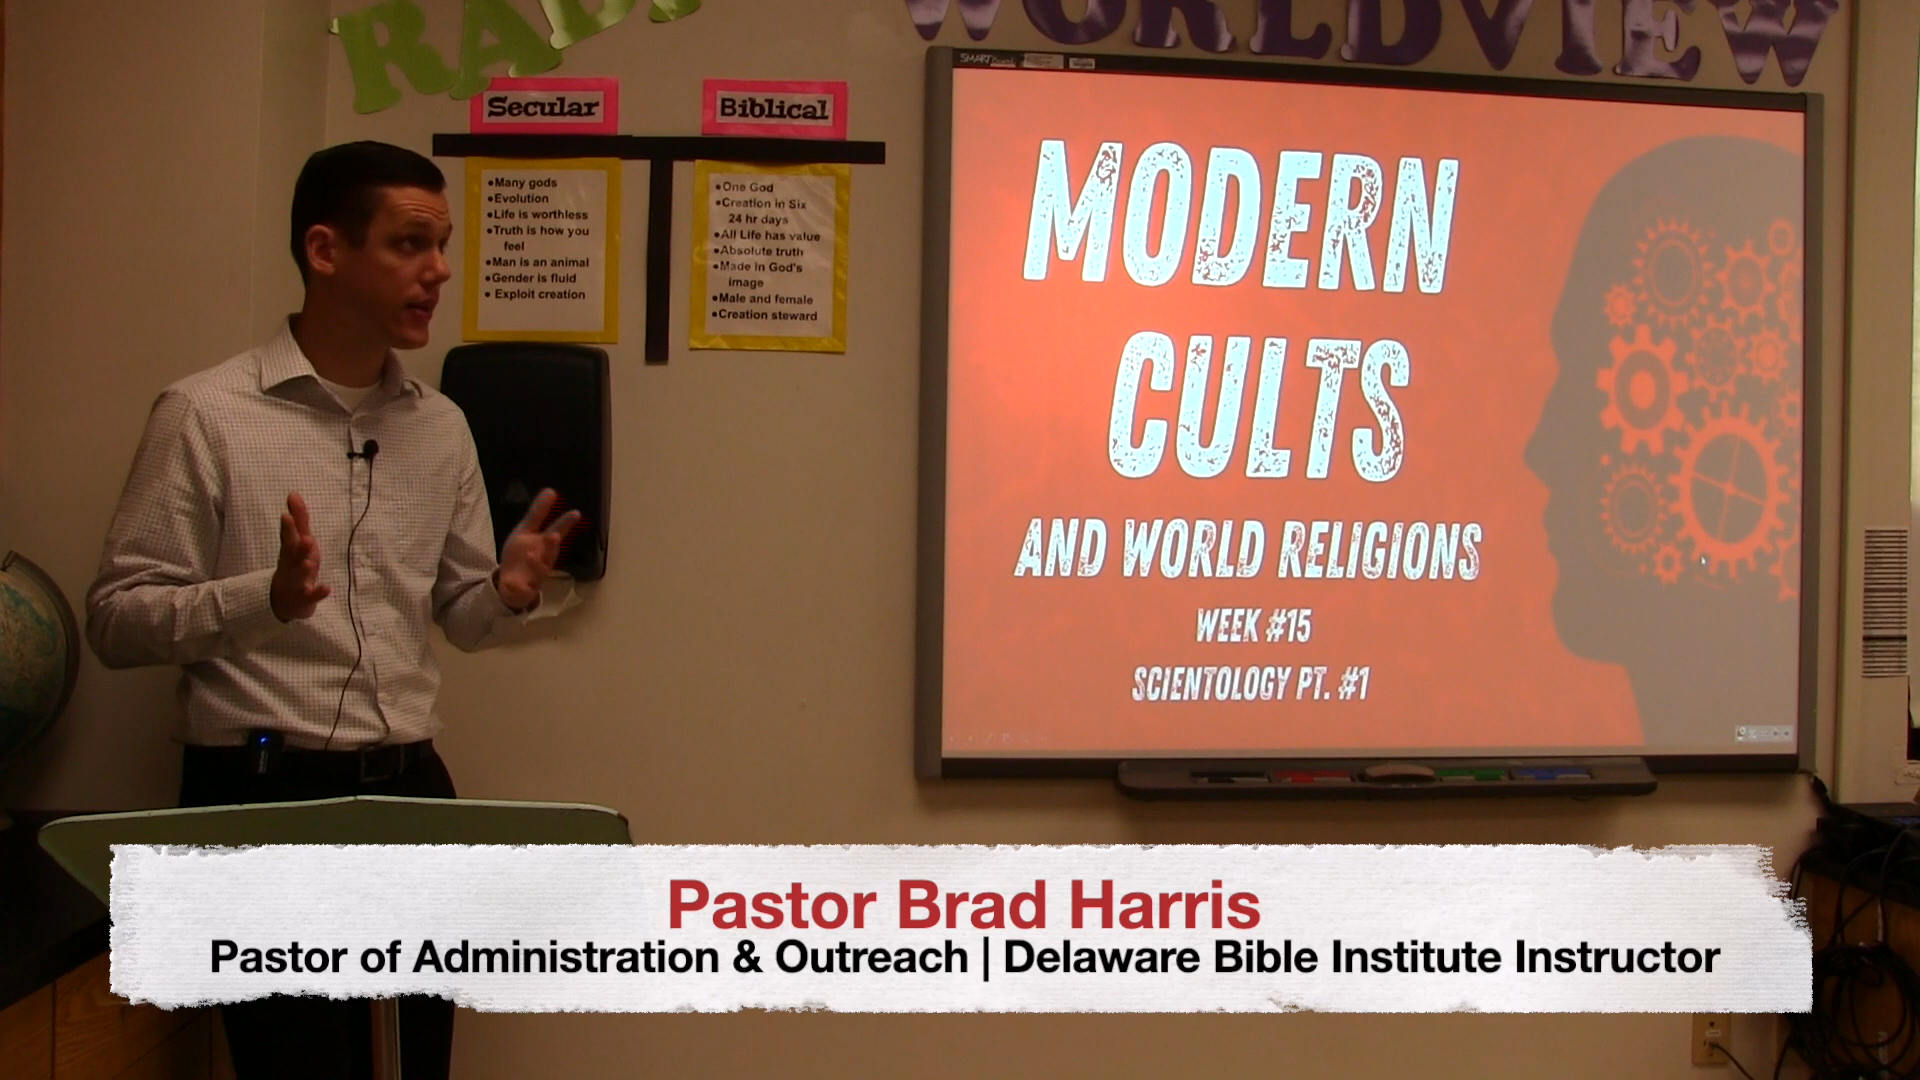 RAD
WORLDVIEW
Secular
Biblical
•Many gods
•Evolution
•Life is worthless
•Truth is how you
feel
•Man is an animal
•Gender is fluid
• Exploit creation
•One God
•Creation in Six
24 hr days
•All Life has value
•Absolute truth
•Made in God's
image
•Male and female
•Creation steward
SMART
MODERN
CULTS
AND WORLD RELIGIONS
WEEK #15
SCIENTOLOGY PT. #1
Pastor Brad Harris
Pastor of Administration & Outreach | Delaware Bible Institute Instructor